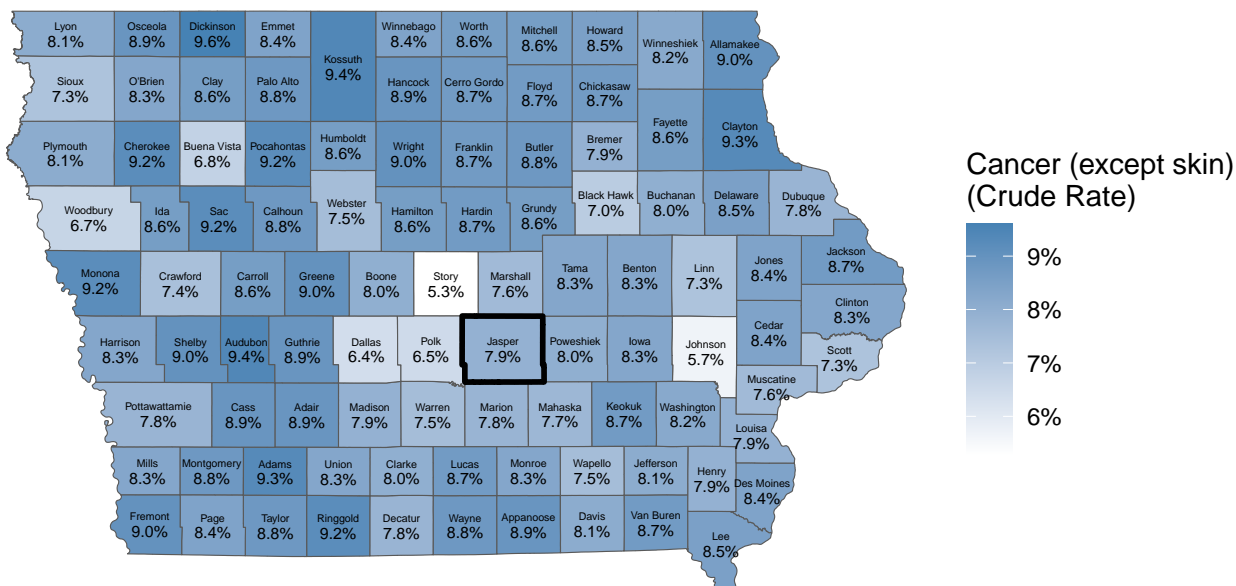 Lyon
8.1%
Osceola
8.9%
Dickinson
9.6%
Emmet
8.4%
Kossuth
9.4%
Winnebago
8.4%
Worth
8.6%
Mitchell
8.6%
Howard
8.5%
Winneshiek
8.2%
Allamakee
9.0%
Sioux
7.3%
O'Brien
8.3%
Clay
8.6%
Palo Alto
8.8%
Hancock
8.9%
Cerro Gordo
8.7%
Floyd
8.7%
Chickasaw
8.7%
Fayette
8.6%
Clayton
9.3%
Plymouth
8.1%
Cherokee
9.2%
Buena Vista
6.8%
Pocahontas
9.2%
Humboldt
8.6%
Wright
9.0%
Franklin
8.7%
Butler
8.8%
Bremer
7.9%
Woodbury
6.7%
Ida
8.6%
Sac
9.2%
Calhoun
8.8%
Webster
7.5%
Hamilton
8.6%
Hardin
8.7%
Grundy
8.6%
Black Hawk
7.0%
Buchanan
8.0%
Delaware
8.5%
Dubuque
7.8%
Monona
9.2%
Crawford
7.4%
Carroll
8.6%
Greene
9.0%
Boone
8.0%
Story
5.3%
Marshall
7.6%
Tama
8.3%
Benton
8.3%
Linn
7.3%
Jones
8.4%
Jackson
8.7%
Clinton
8.3%
Harrison
8.3%
Shelby
9.0%
Audubon
9.4%
Guthrie
8.9%
Dallas
6.4%
Polk
6.5%
Jasper
7.9%
Poweshiek
8.0%
Iowa
8.3%
Johnson
5.7%
Cedar
8.4%
Scott
7.3%
Muscatine
7.6%
Pottawattamie
7.8%
Cass
8.9%
Adair
8.9%
Madison
7.9%
Warren
7.5%
Marion
7.8%
Mahaska
7.7%
Keokuk
8.7%
Washington
8.2%
Louisa
7.9%
Mills
8.3%
Montgomery
8.8%
Adams
9.3%
Union
8.3%
Clarke
8.0%
Lucas
8.7%
Monroe
8.3%
Wapello
7.5%
Jefferson
8.1%
Henry
7.9%
Des Moines
8.4%
Fremont
9.0%
Page
8.4%
Taylor
8.8%
Ringgold
9.2%
Decatur
7.8%
Wayne
8.8%
Appanoose
8.9%
Davis
8.1%
Van Buren
8.7%
Lee
8.5%
Cancer (except skin)
(Crude Rate)
9%
8%
7%
6%